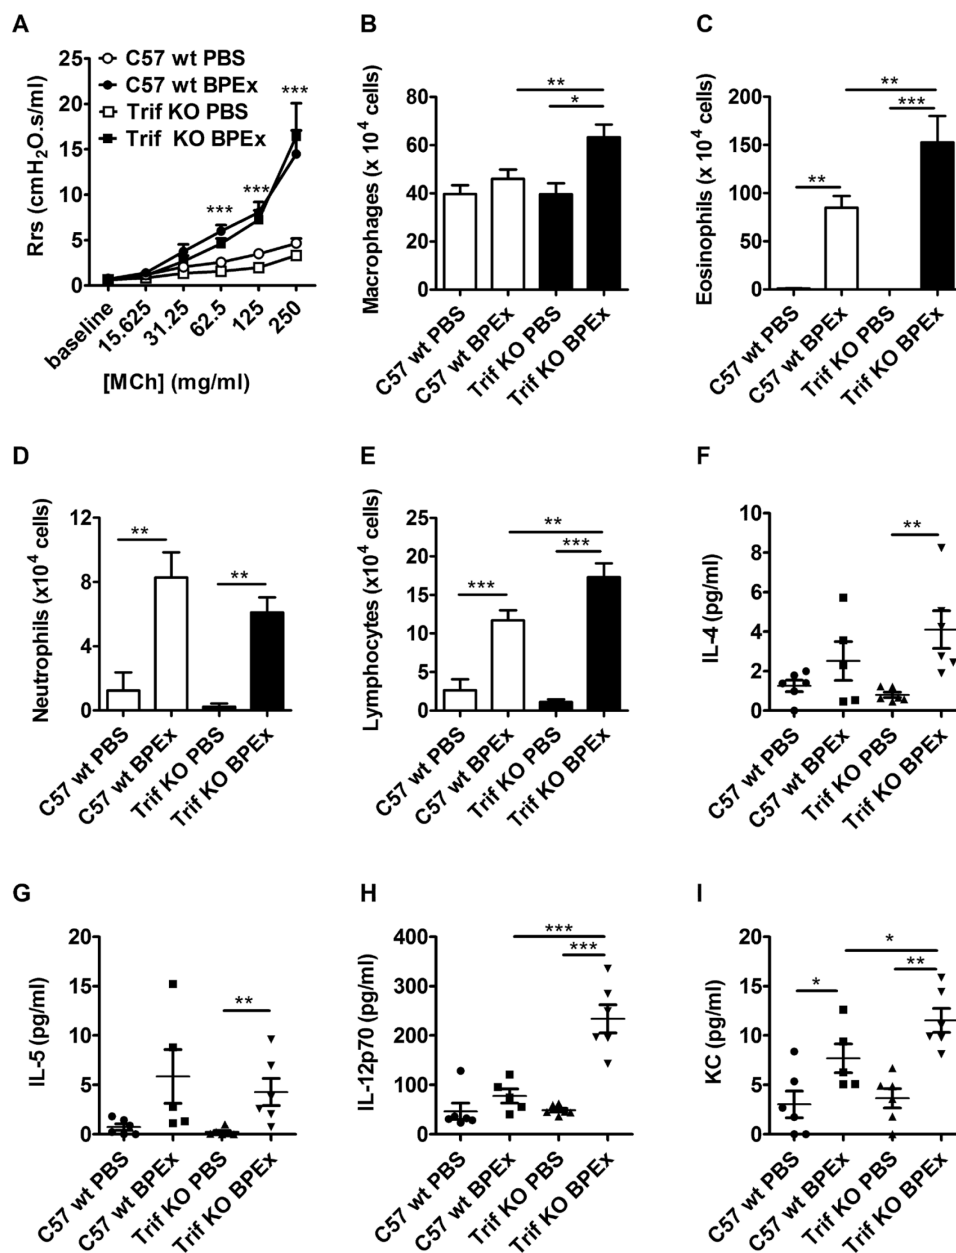 A
Rrs (cmH₂O.s/ml)
25
20
15
10
5
0
C57 wt PBS
C57 wt BPEx
Trif KO PBS
Trif KO BPEx
***
***
***
baseline
15.625
31.25
62.5
125
250
[MCh] (mg/ml)
B
Macrophages (x 10⁴ cells)
80
60
40
20
0
**
*
C57 wt PBS
C57 wt BPEx
Trif KO PBS
Trif KO BPEx
C
Eosinophils (x 10⁴ cells)
200
150
100
50
0
**
***
**
C57 wt PBS
C57 wt BPEx
Trif KO PBS
Trif KO BPEx
D
Neutrophils (x10⁴ cells)
12
8
4
0
**
**
C57 wt PBS
C57 wt BPEx
Trif KO PBS
Trif KO BPEx
E
Lymphocytes (x10⁴ cells)
25
20
15
10
5
0
**
***
***
C57 wt PBS
C57 wt BPEx
Trif KO PBS
Trif KO BPEx
F
IL-4 (pg/ml)
10
8
6
4
2
0
**
C57 wt PBS
C57 wt BPEx
Trif KO PBS
Trif KO BPEx
G
IL-5 (pg/ml)
20
15
10
5
0
**
C57 wt PBS
C57 wt BPEx
Trif KO PBS
Trif KO BPEx
H
IL-12p70 (pg/ml)
400
300
200
100
0
***
***
C57 wt PBS
C57 wt BPEx
Trif KO PBS
Trif KO BPEx
I
KC (pg/ml)
20
15
10
5
0
*
**
*
C57 wt PBS
C57 wt BPEx
Trif KO PBS
Trif KO BPEx